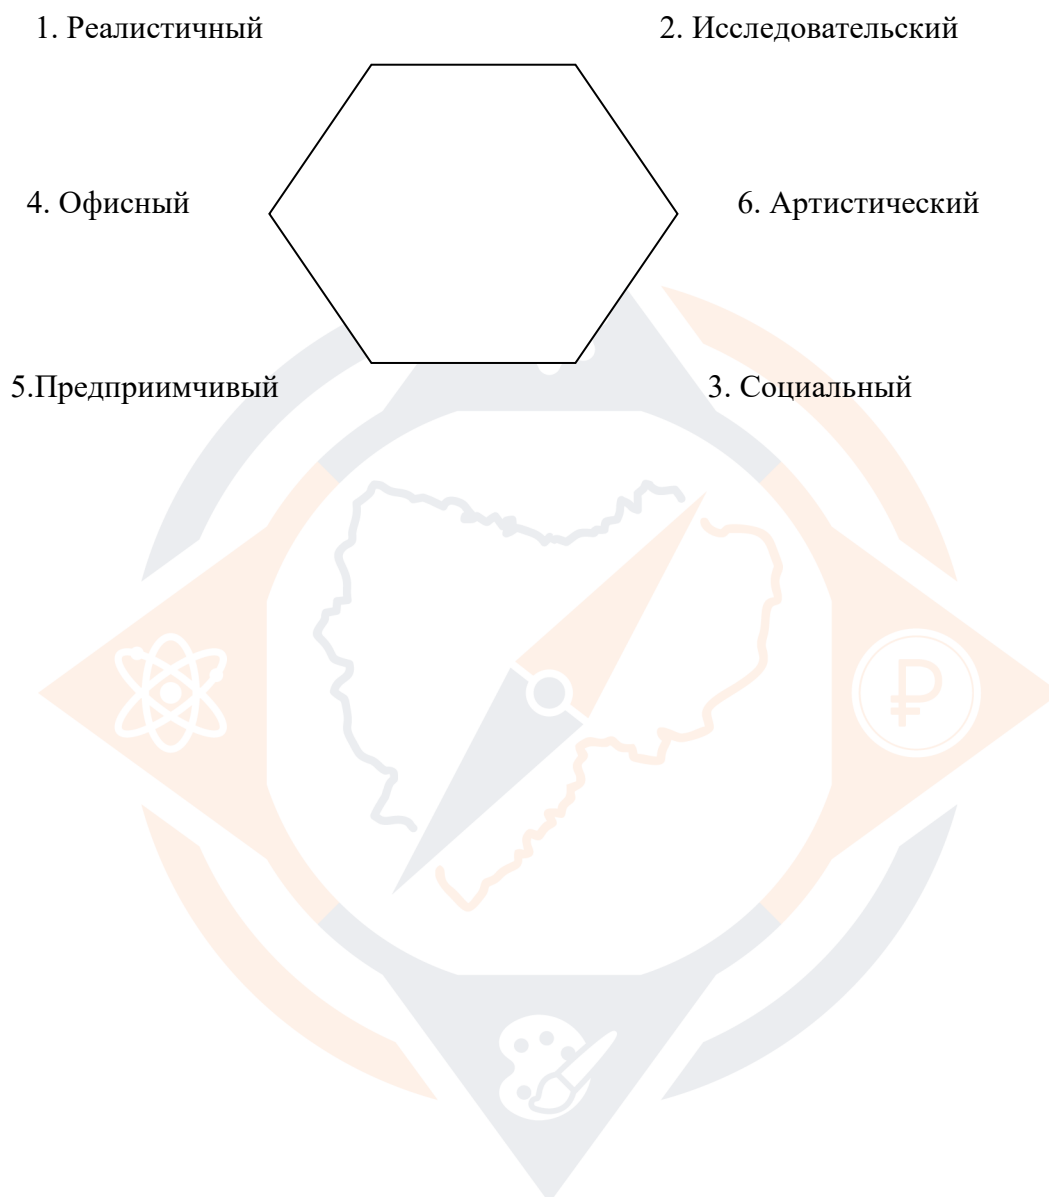 1. Реалистичный 2. Исследовательский
4. Офисный 6. Артистический
5.Предприимчивый 3. Социальный